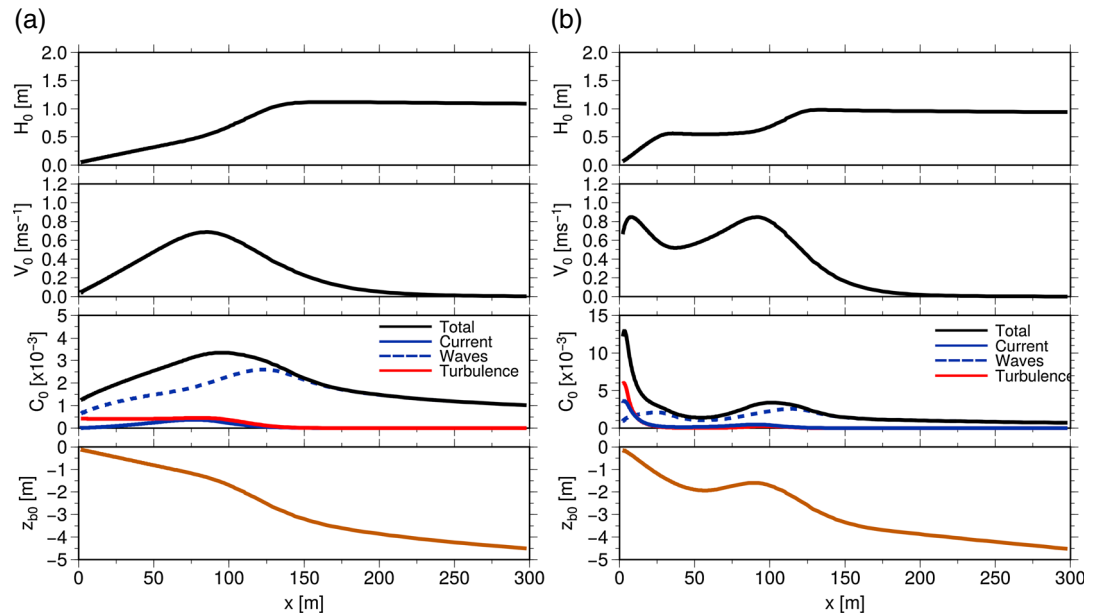 (a)
2.0
1.5
1.0
0.5
0.0
H0 [m]
1.2
1.0
0.8
0.6
0.4
0.2
0.0
V0 [ms−1]
5
4
3
2
1
0
C0 [x10−3]
Total
Current
Waves
Turbulence
0
−1
−2
−3
−4
−5
zb0 [m]
0 50 100 150 200 250 300
x [m]
(b)
2.0
1.5
1.0
0.5
0.0
H0 [m]
1.2
1.0
0.8
0.6
0.4
0.2
0.0
V0 [ms−1]
15
10
5
0
C0 [x10−3]
Total
Current
Waves
Turbulence
0
−1
−2
−3
−4
−5
zb0 [m]
0 50 100 150 200 250 300
x [m]